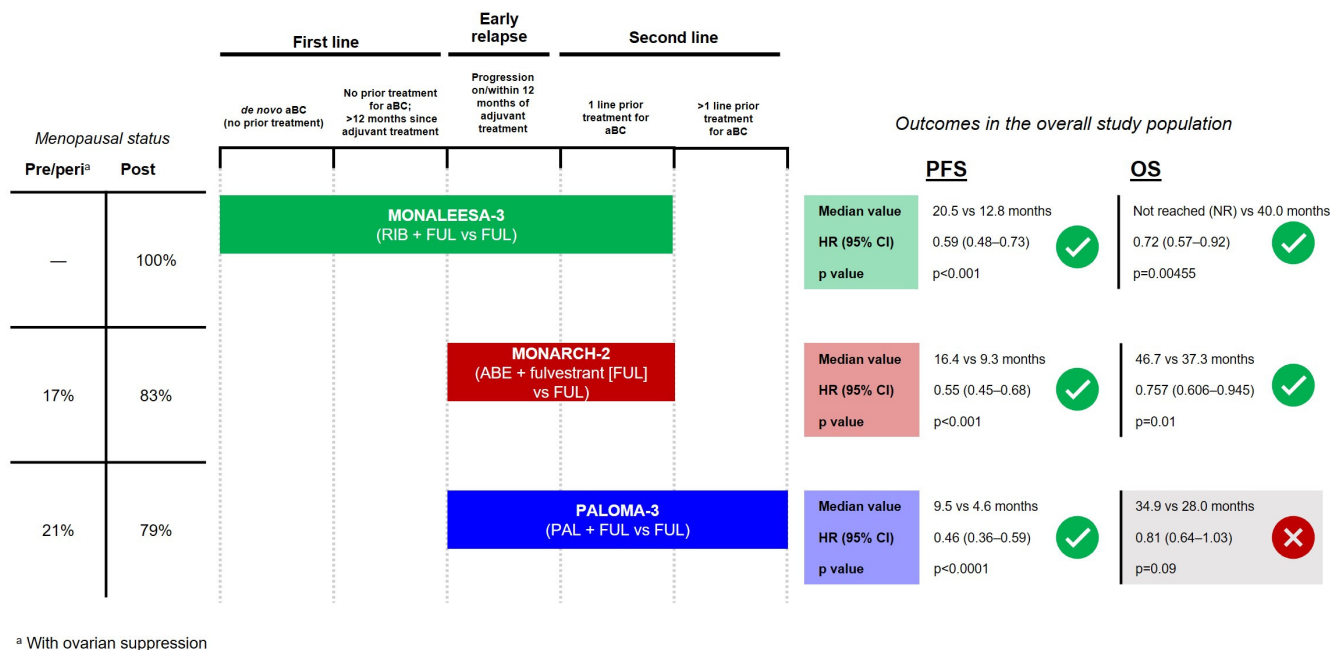 First line
Early
relapse
Second line
de novo aBC
(no prior treatment)
No prior treatment
for aBC;
>12 months since
adjuvant treatment
Progression
on/within 12
months of
adjuvant
treatment
1 line prior
treatment for
aBC
>1 line prior
treatment
for aBC
Menopausal status
Pre/periᵃ
Post
Outcomes in the overall study population
PFS
OS
—
100%
MONALEESA-3
(RIB + FUL vs FUL)
Median value
20.5 vs 12.8 months
Not reached (NR) vs 40.0 months
HR (95% CI)
0.59 (0.48–0.73)
0.72 (0.57–0.92)
p value
p<0.001
p=0.00455
17%
83%
MONARCH-2
(ABE + fulvestrant [FUL]
vs FUL)
Median value
16.4 vs 9.3 months
46.7 vs 37.3 months
HR (95% CI)
0.55 (0.45–0.68)
0.757 (0.606–0.945)
p value
p<0.001
p=0.01
21%
79%
PALOMA-3
(PAL + FUL vs FUL)
Median value
9.5 vs 4.6 months
34.9 vs 28.0 months
HR (95% CI)
0.46 (0.36–0.59)
0.81 (0.64–1.03)
p value
p<0.0001
p=0.09
ᵃ With ovarian suppression